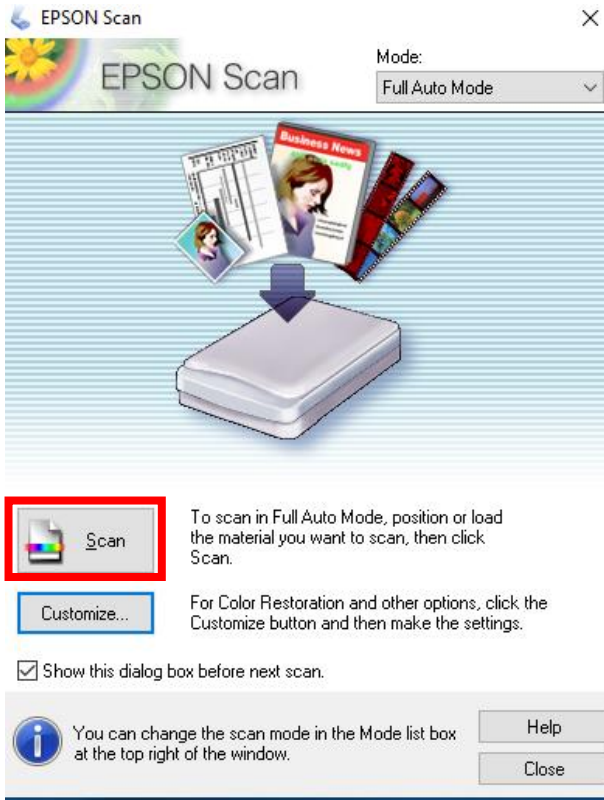 EPSON Scan
EPSON Scan
Mode:
Full Auto Mode
Business News
Scan
To scan in Full Auto Mode, position or load
the material you want to scan, then click
Scan.
Customize...
For Color Restoration and other options, click the
Customize button and then make the settings.
Show this dialog box before next scan.
You can change the scan mode in the Mode list box
at the top right of the window.
Help
Close